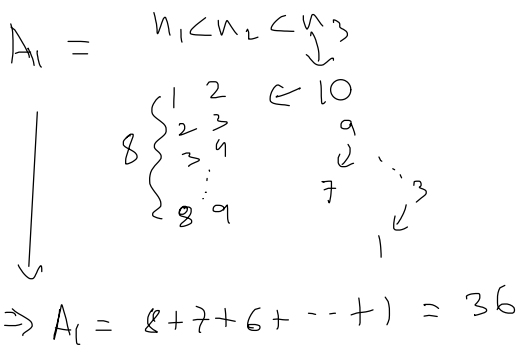 A₁ = n₁<n₂<n₃
1 2 ← 10
2 3 9
8 { 3 4
7 ⋱ 3
⋮
8 9
1
⇒ A₁ = 8+7+6+ ⋯ +1 = 36